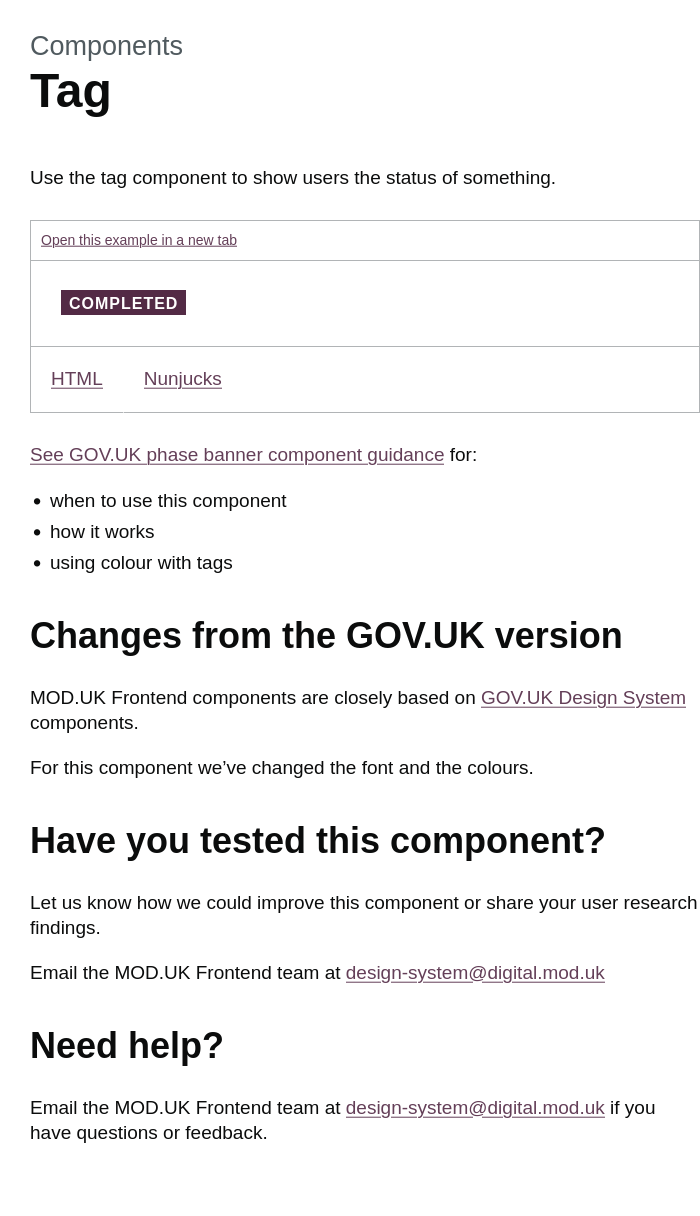 Components
Tag
Use the tag component to show users the status of something.
Open this example in a new tab
COMPLETED
HTML Nunjucks
See GOV.UK phase banner component guidance for:
• when to use this component
• how it works
• using colour with tags
Changes from the GOV.UK version
MOD.UK Frontend components are closely based on GOV.UK Design System
components.
For this component we’ve changed the font and the colours.
Have you tested this component?
Let us know how we could improve this component or share your user research
findings.
Email the MOD.UK Frontend team at design-system@digital.mod.uk
Need help?
Email the MOD.UK Frontend team at design-system@digital.mod.uk if you
have questions or feedback.